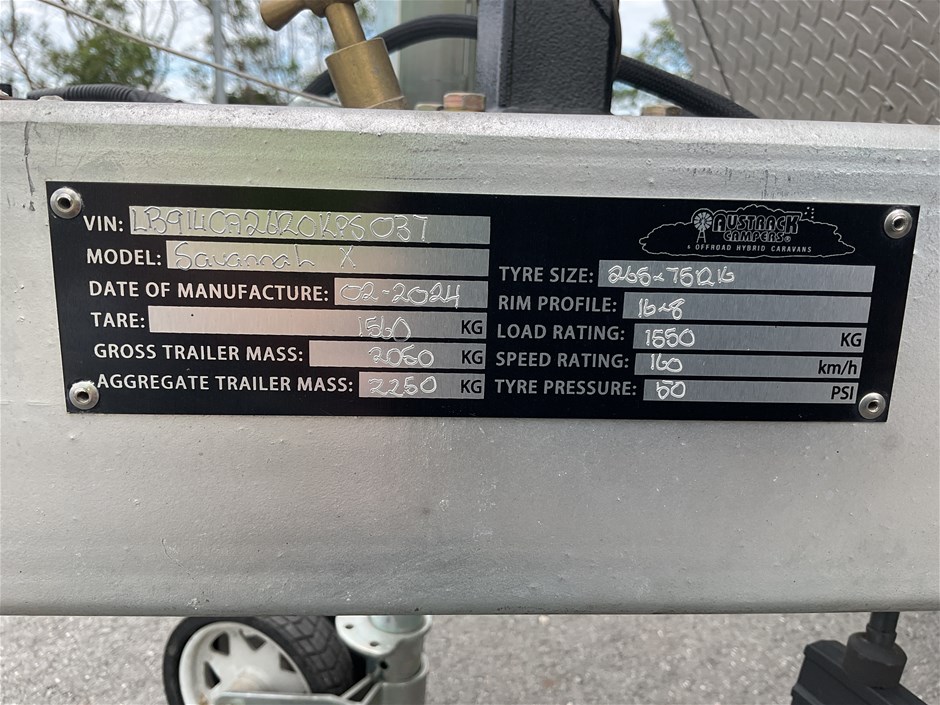 VIN:
MODEL: Savannah X
DATE OF MANUFACTURE: 02-2024
TARE: 1560 KG
GROSS TRAILER MASS: 2050 KG
AGGREGATE TRAILER MASS: 2250 KG
AUSTRACK
CAMPERS®
OFFROAD HYBRID CARAVANS
TYRE SIZE: 265x75R16
RIM PROFILE: 16x8
LOAD RATING: 1550 KG
SPEED RATING: 160 km/h
TYRE PRESSURE: 50 PSI